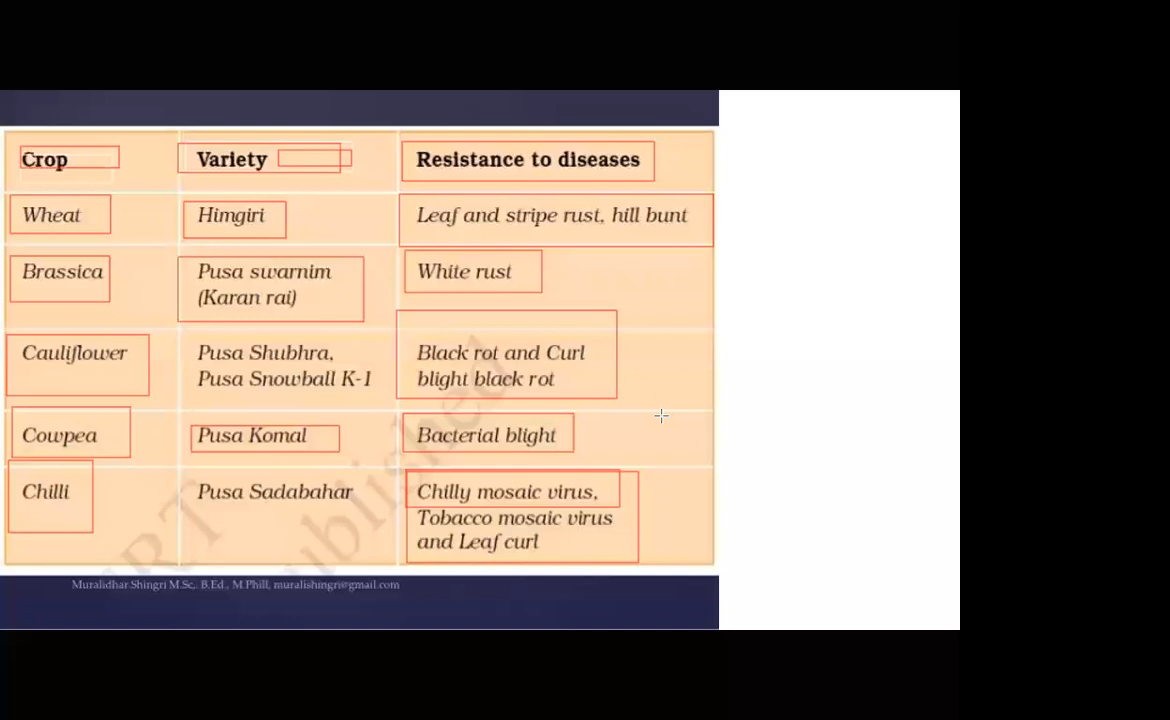 Crop Variety Resistance to diseases
Wheat Himgiri Leaf and stripe rust, hill bunt
Brassica Pusa swarnim White rust
(Karan rai)
Cauliflower Pusa Shubhra, Black rot and Curl
Pusa Snowball K-1 blight black rot
Cowpea Pusa Komal Bacterial blight
Chilli Pusa Sadabahar Chilly mosaic virus,
Tobacco mosaic virus
and Leaf curl
Muralidhar Shingri M.Sc,. B.Ed., M.Phill, muralishingri@gmail.com